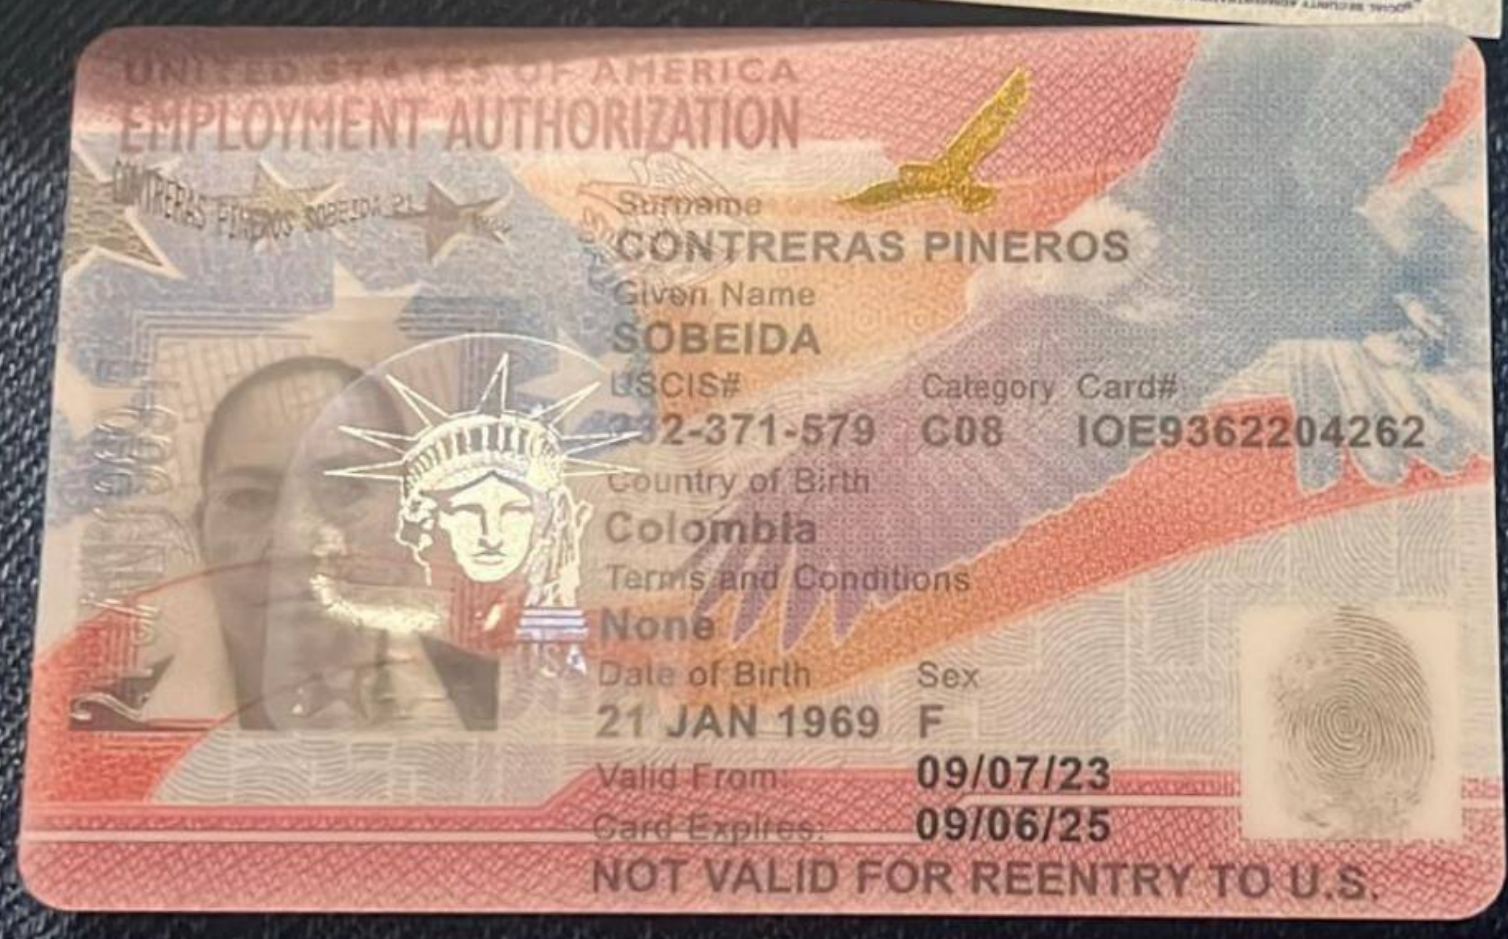 UNITED STATES OF AMERICA
EMPLOYMENT AUTHORIZATION
CONTRERAS PINEROS SOBEIDA 21
Surname
CONTRERAS PINEROS
Given Name
SOBEIDA
USCIS# Category Card#
32-371-579 C08 IOE9362204262
Country of Birth
Colombia
Terms and Conditions
None
USA
Date of Birth Sex
21 JAN 1969 F
Valid From: 09/07/23
Card Expires: 09/06/25
NOT VALID FOR REENTRY TO U.S.